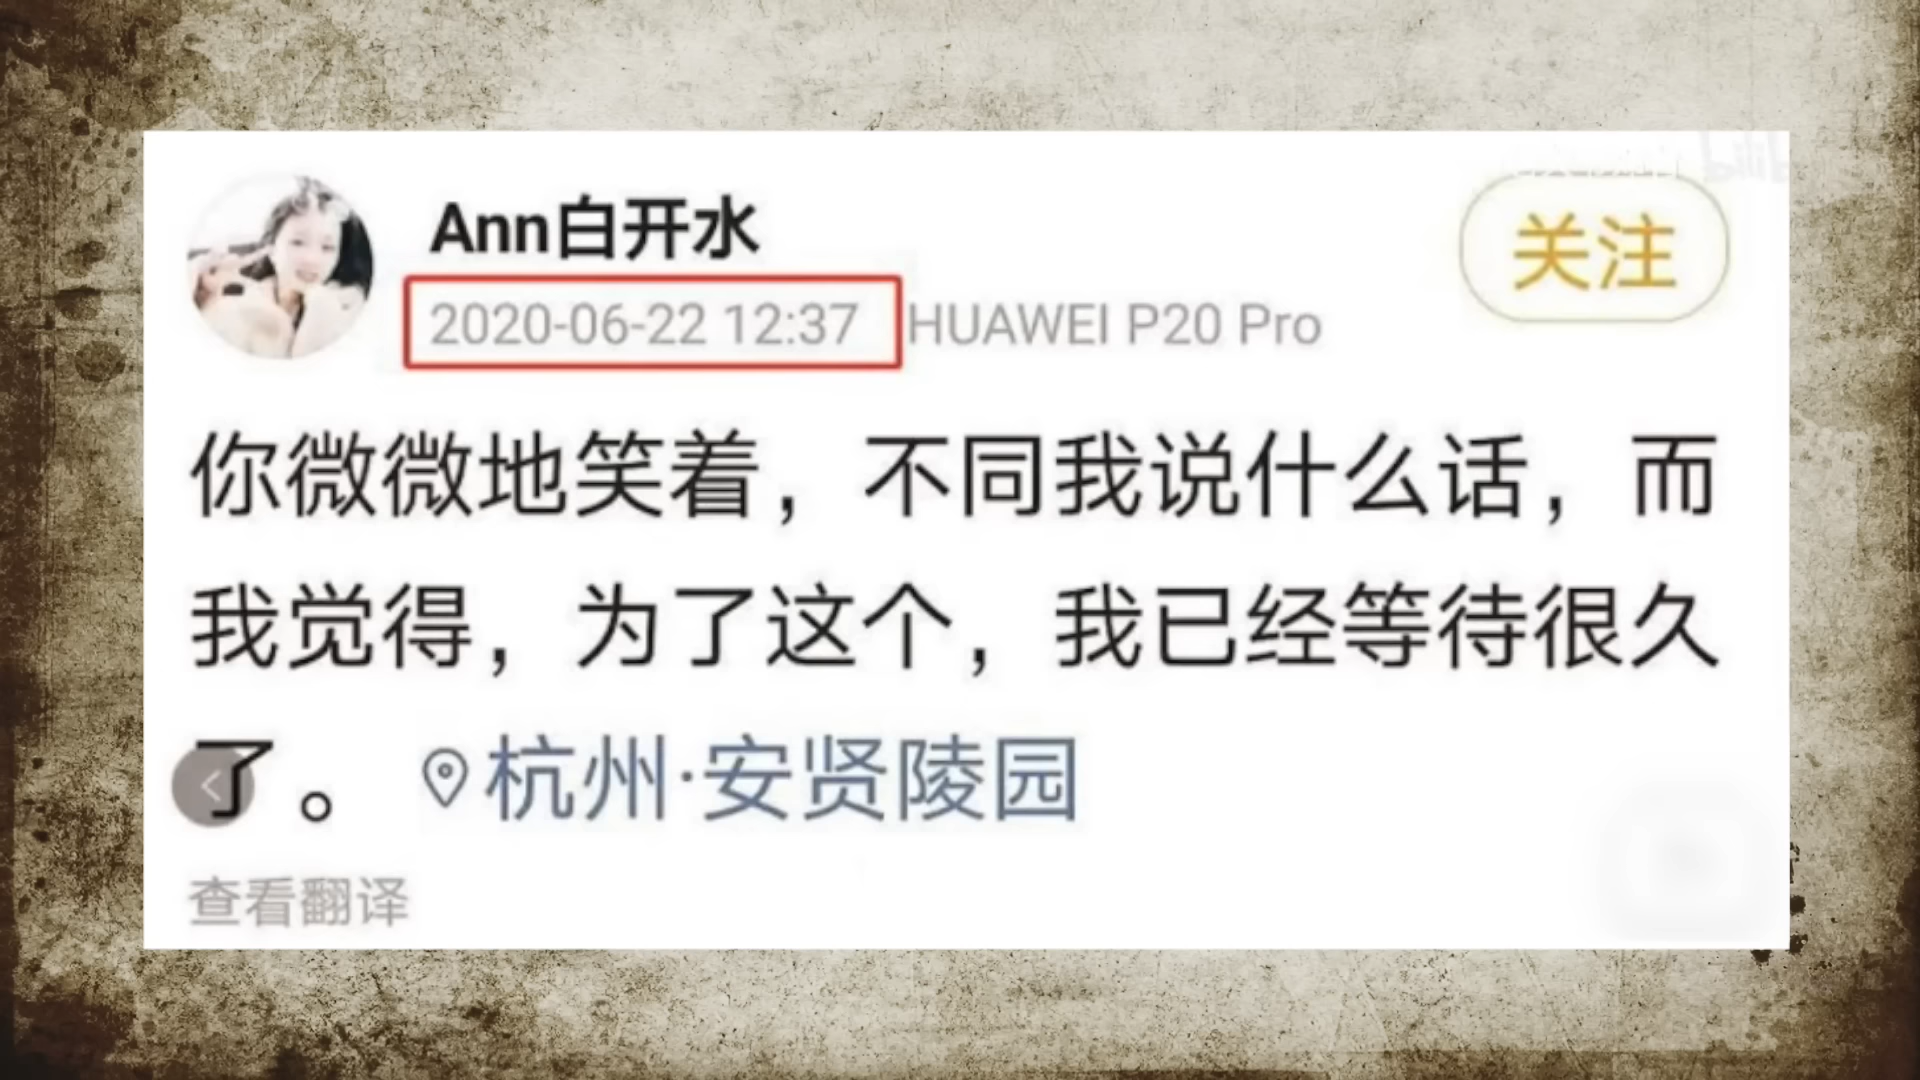 Ann白开水
关注
2020-06-22 12:37 HUAWEI P20 Pro
你微微地笑着，不同我说什么话，而
我觉得，为了这个，我已经等待很久
了。 杭州·安贤陵园
查看翻译